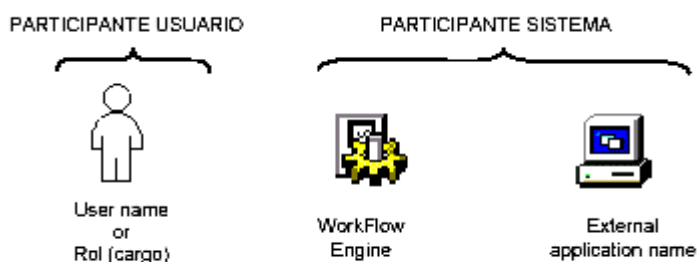 PARTICIPANTE USUARIO
PARTICIPANTE SISTEMA
User name
or
Rol (cargo)
WorkFlow
Engine
External
application name